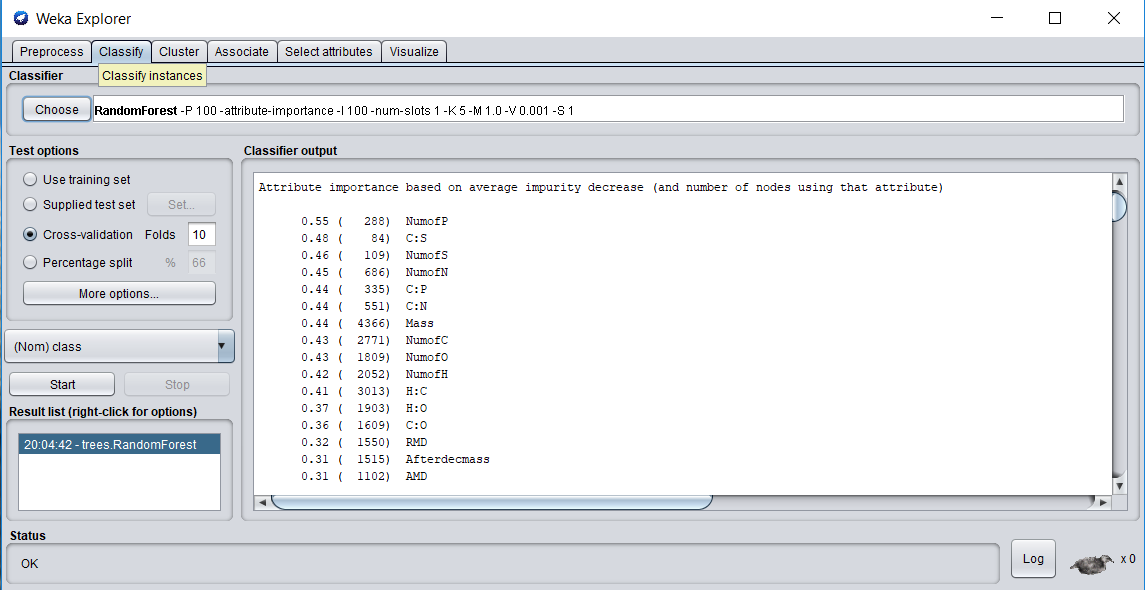 Weka Explorer
Preprocess Classify Cluster Associate Select attributes Visualize
Classifier
Classify instances
Choose RandomForest -P 100 -attribute-importance -I 100 -num-slots 1 -K 5 -M 1.0 -V 0.001 -S 1
Test options
Use training set
Supplied test set Set...
Cross-validation Folds 10
Percentage split % 66
More options...
(Nom) class
Start Stop
Result list (right-click for options)
20:04:42 - trees.RandomForest
Classifier output
Attribute importance based on average impurity decrease (and number of nodes using that attribute)
0.55 ( 288) NumofP
0.48 ( 84) C:S
0.46 ( 109) NumofS
0.45 ( 686) NumofN
0.44 ( 335) C:P
0.44 ( 551) C:N
0.44 ( 4366) Mass
0.43 ( 2771) NumofC
0.43 ( 1809) NumofO
0.42 ( 2052) NumofH
0.41 ( 3013) H:C
0.37 ( 1903) H:O
0.36 ( 1609) C:O
0.32 ( 1550) RMD
0.31 ( 1515) Afterdecmass
0.31 ( 1102) AMD
Status
OK
Log x 0